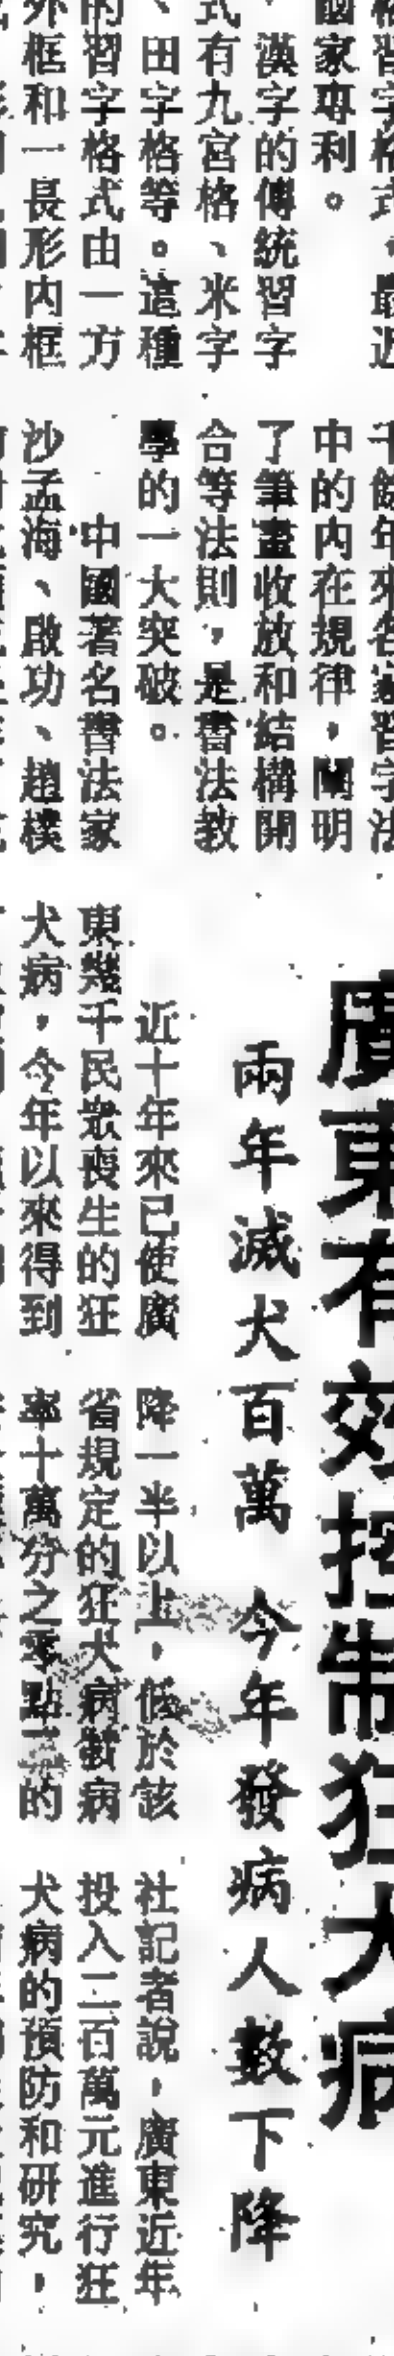 格習字格式，最近
國家專利。
漢字的傳統習字
式有九宮格、米字
、田字格等。這種
的習字格式由一方
外框和一長形内框
千餘年來各家習字法
中的内在規律，闡明
了筆畫收放和結構開
合等法則，是書法教
學的一大突破。
中國著名書法家
沙孟海、啟功、趙樸
廣東有效控制狂犬病
兩年滅犬百萬 今年發病人數下降
近十年來已使廣
東幾千民眾喪生的狂
犬病，今年以來得到
降一半以上，低於該
省規定的狂犬病發病
率十萬分之零點二的
社記者說，廣東近年
投入二百萬元進行狂
犬病的預防和研究，